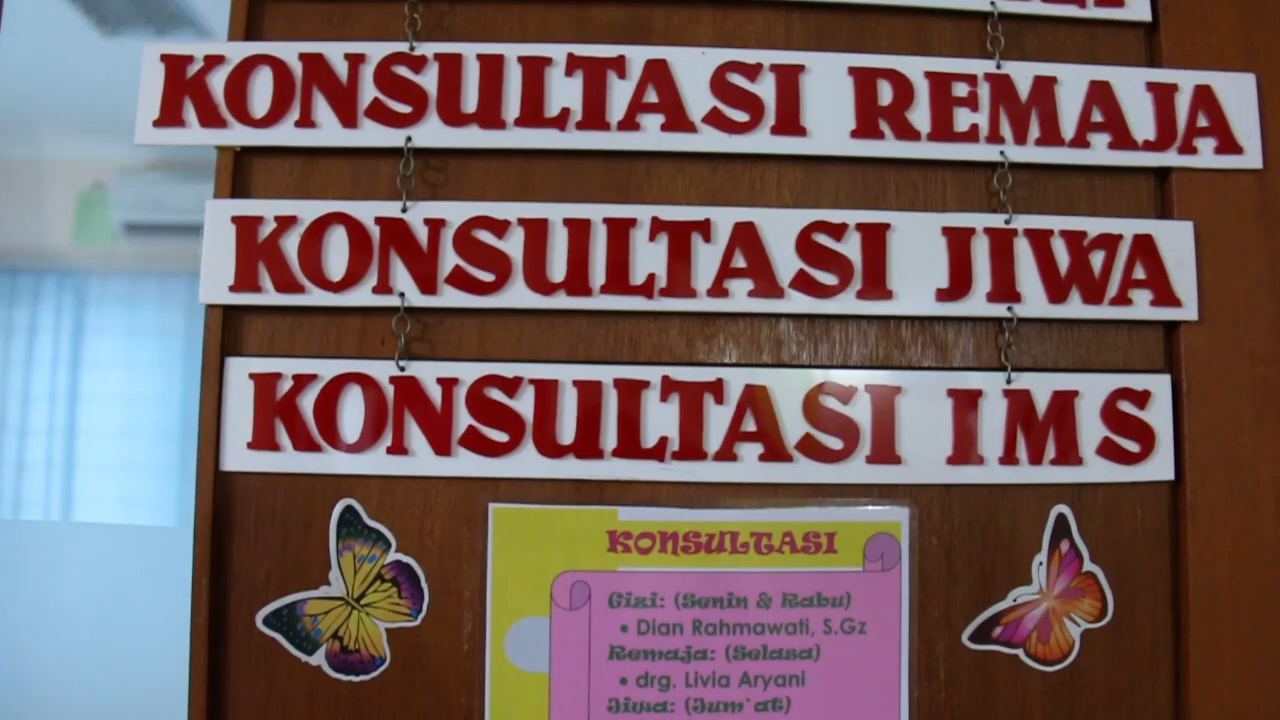 KONSULTASI REMAJA
KONSULTASI JIWA
KONSULTASI IMS
KONSULTASI
Gizi: (Senin & Rabu)
• Dian Rahmawati, S.Gz
Remaja: (Selasa)
• drg. Livia Aryani
Jiwa: (Jum`at)